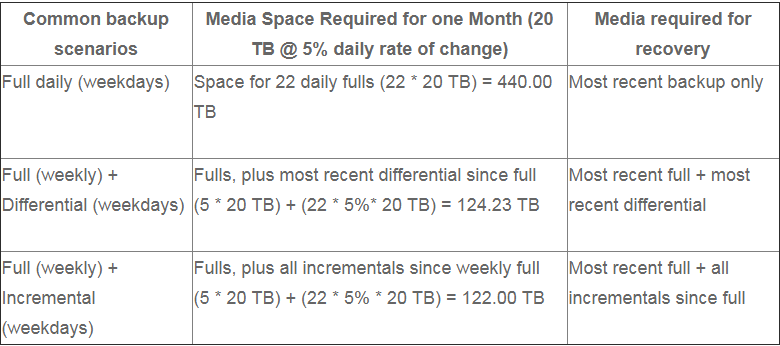 Common backup scenarios
Media Space Required for one Month (20 TB @ 5% daily rate of change)
Media required for recovery
Full daily (weekdays)
Space for 22 daily fulls (22 * 20 TB) = 440.00 TB
Most recent backup only
Full (weekly) +
Differential (weekdays)
Fulls, plus most recent differential since full
(5 * 20 TB) + (22 * 5%* 20 TB) = 124.23 TB
Most recent full + most recent differential
Full (weekly) +
Incremental
(weekdays)
Fulls, plus all incrementals since weekly full
(5 * 20 TB) + (22 * 5% * 20 TB) = 122.00 TB
Most recent full + all incrementals since full